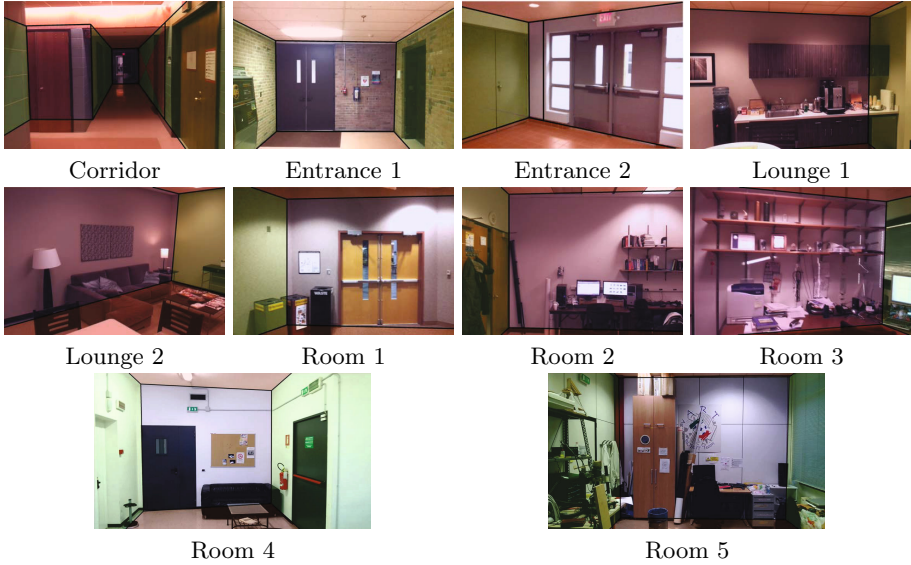 Corridor
Entrance 1
EXIT
Entrance 2
Lounge 1
Lounge 2
Room 1
Room 2
Room 3
Room 4
Room 5